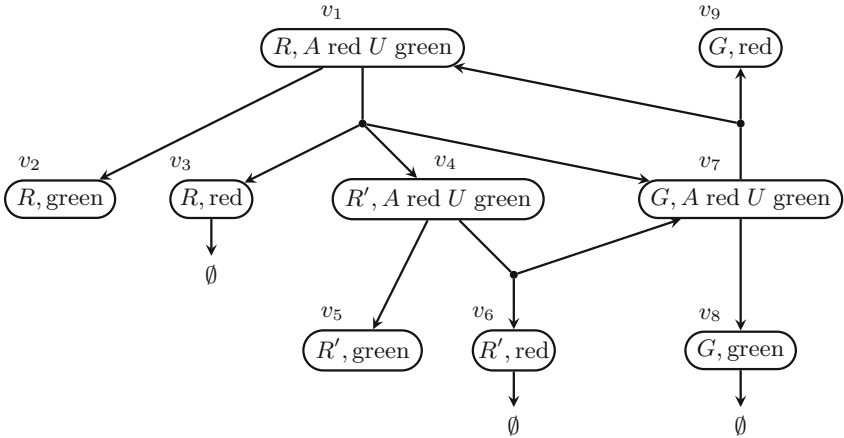 v₁
v₉
R, A red U green
G, red
v₂
v₃
v₄
v₇
R, green
R, red
R′, A red U green
G, A red U green
∅
v₅
v₆
v₈
R′, green
R′, red
G, green
∅
∅